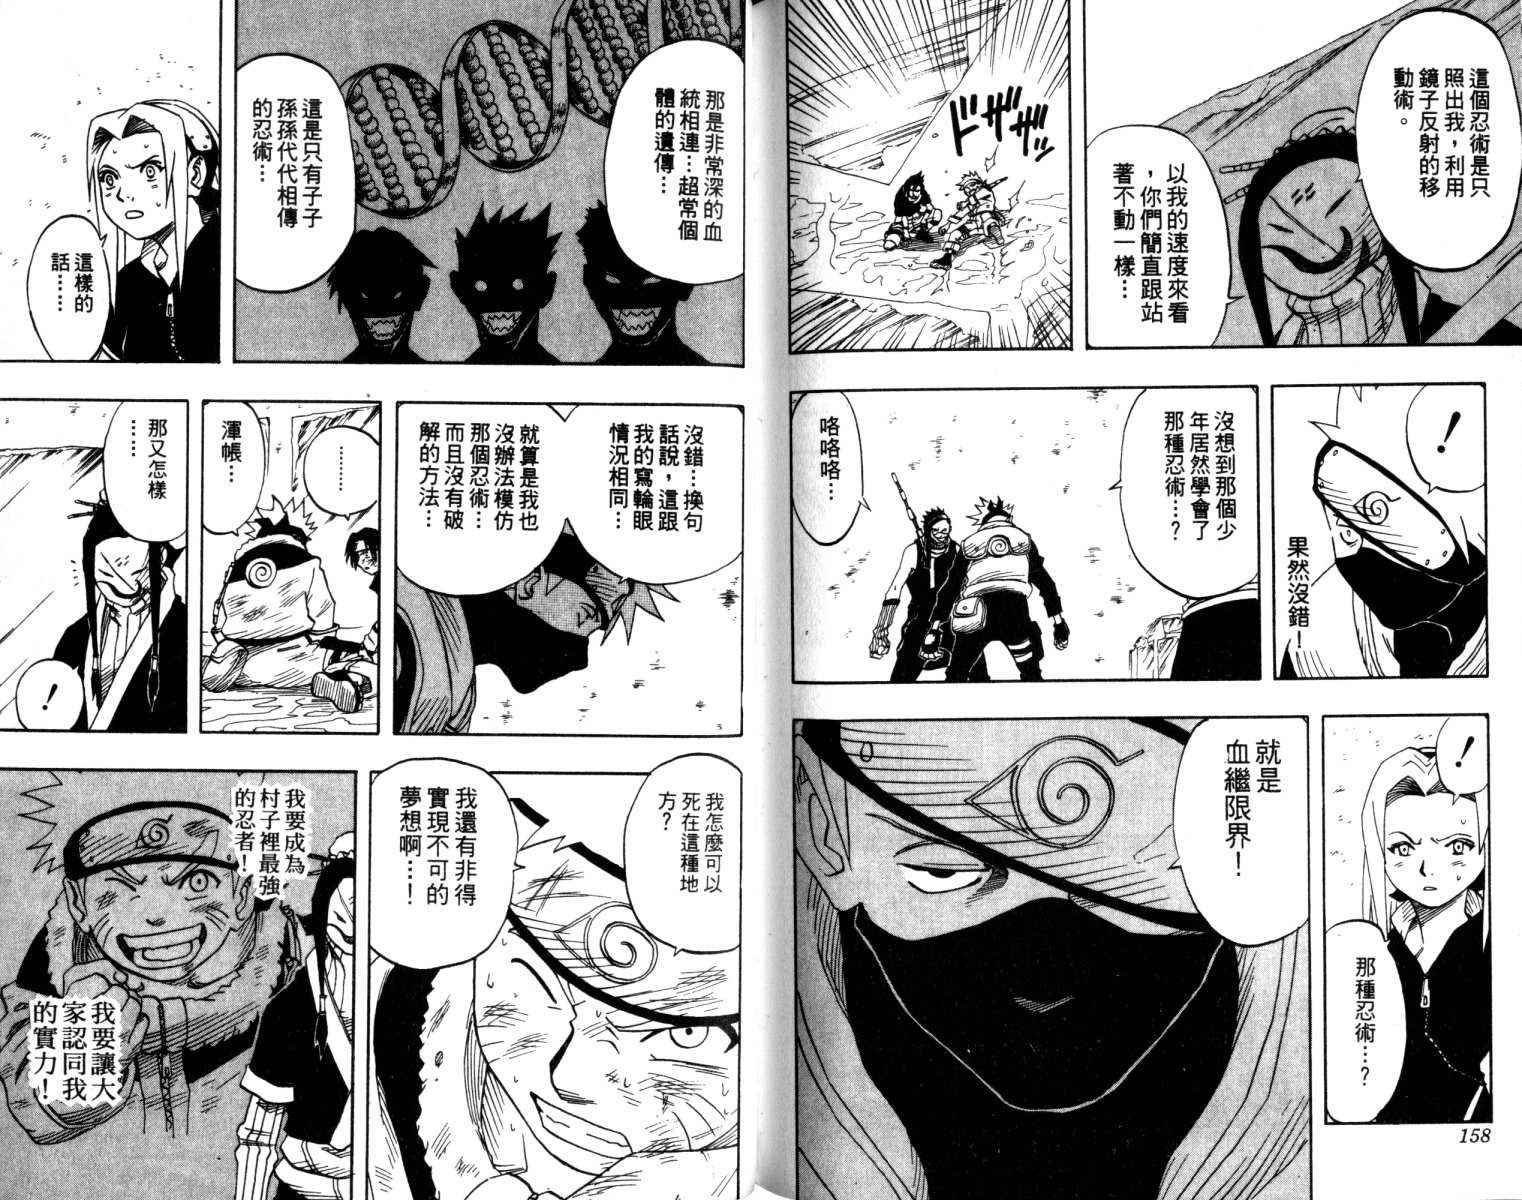 這個忍術是只
照出我，利用
鏡子反射的移
動術。
以我的速度來看
，你們簡直跟站
著不動一樣…
ドザザッ
！
果然沒錯！
沒想到那個少
年居然學會了
那種忍術…？
咯咯咯…
！
那種忍術…？
就是
血繼限界！
158
那是非常深的血
統相連…超常個
體的遺傳…
這是只有子子
孫孫代代相傳
的忍術…
這樣的
話……
沒錯…換句
話說，這跟
我的寫輪眼
情況相同…
就算是我也
沒辦法模仿
那個忍術…
而且沒有破
解的方法…
………
渾帳…
那又怎樣
……
！
我怎麼可以
死在這種地
方？
我還有非得
實現不可的
夢想啊…！
我要成為
村子裡最強
的忍者！
我要讓大
家認同我
的實力！